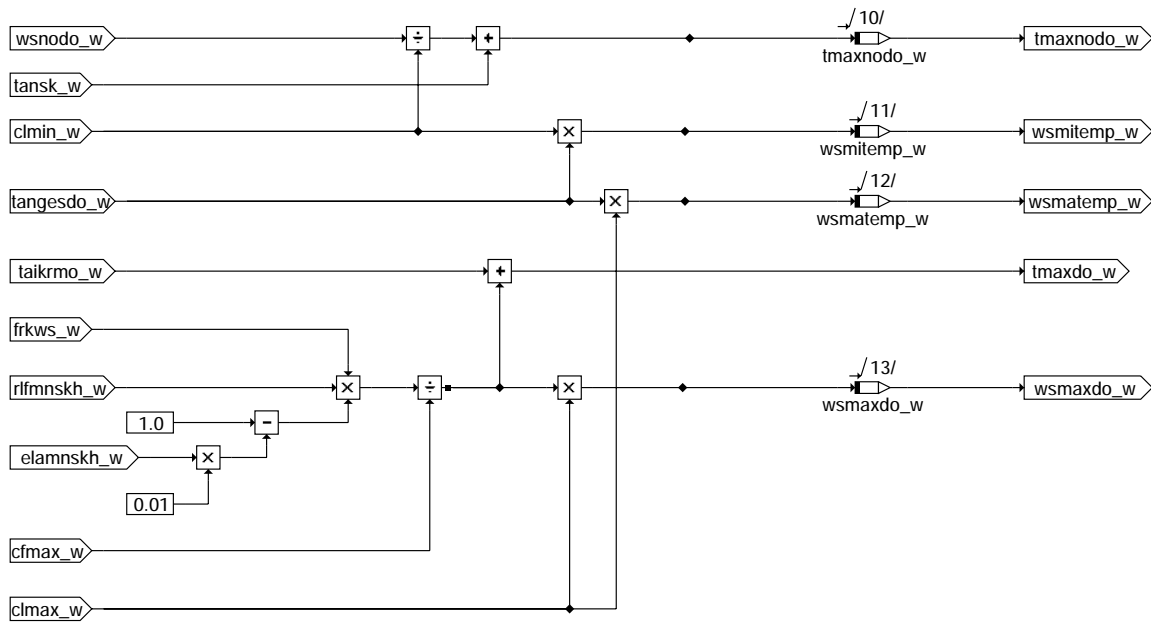 wsnodo_w
÷
+
/10/
tmaxnodo_w
tmaxnodo_w
tansk_w
clmin_w
×
/11/
wsmitemp_w
wsmitemp_w
tangesdo_w
×
/12/
wsmatemp_w
wsmatemp_w
taikrmo_w
+
tmaxdo_w
frkws_w
rlfmnskh_w
×
÷
×
/13/
wsmaxdo_w
wsmaxdo_w
1.0
−
elamnskh_w
×
0.01
cfmax_w
clmax_w